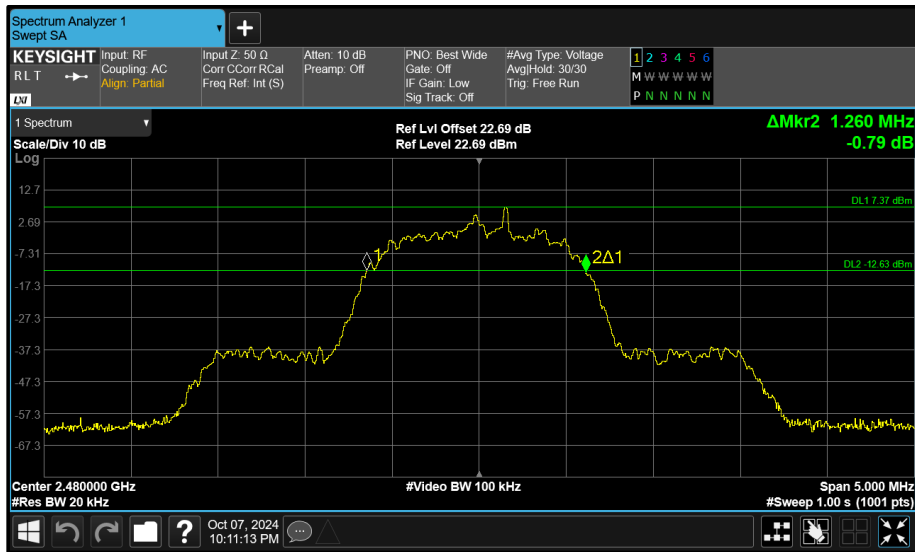 Spectrum Analyzer 1
Swept SA
+
KEYSIGHT
R L T
LXI
Input: RF
Coupling: AC
Align: Partial
Input Z: 50 Ω
Corr CCorr RCal
Freq Ref: Int (S)
Atten: 10 dB
Preamp: Off
PNO: Best Wide
Gate: Off
IF Gain: Low
Sig Track: Off
#Avg Type: Voltage
Avg|Hold: 30/30
Trig: Free Run
1 2 3 4 5 6
M W W W W W
P N N N N N
1 Spectrum
Scale/Div 10 dB
Log
Ref Lvl Offset 22.69 dB
Ref Level 22.69 dBm
ΔMkr2 1.260 MHz
-0.79 dB
12.7
DL1 7.37 dBm
2.69
-7.31
1
2Δ1
DL2 -12.63 dBm
-17.3
-27.3
-37.3
-47.3
-57.3
-67.3
Center 2.480000 GHz
#Video BW 100 kHz
Span 5.000 MHz
#Res BW 20 kHz
#Sweep 1.00 s (1001 pts)
?
Oct 07, 2024
10:11:13 PM